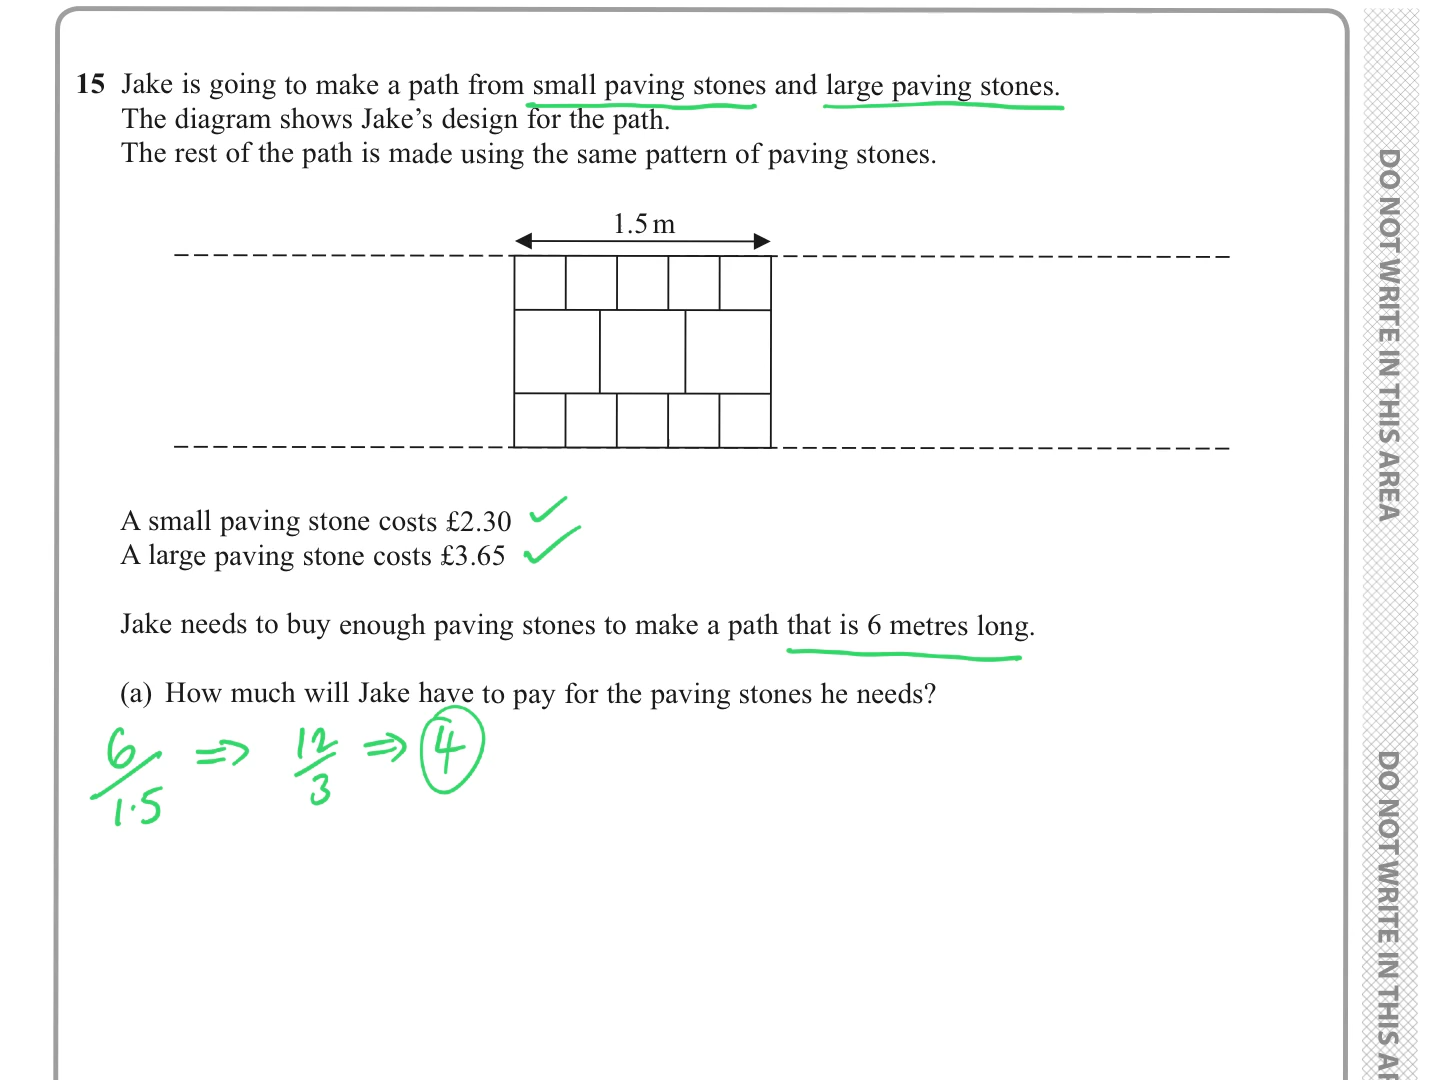 15 Jake is going to make a path from small paving stones and large paving stones.
The diagram shows Jake’s design for the path.
The rest of the path is made using the same pattern of paving stones.
1.5 m
A small paving stone costs £2.30
A large paving stone costs £3.65
Jake needs to buy enough paving stones to make a path that is 6 metres long.
(a) How much will Jake have to pay for the paving stones he needs?
6/1.5 ⇒ 12/3 ⇒ 4
DO NOT WRITE IN THIS AREA
DO NOT WRITE IN THIS AR